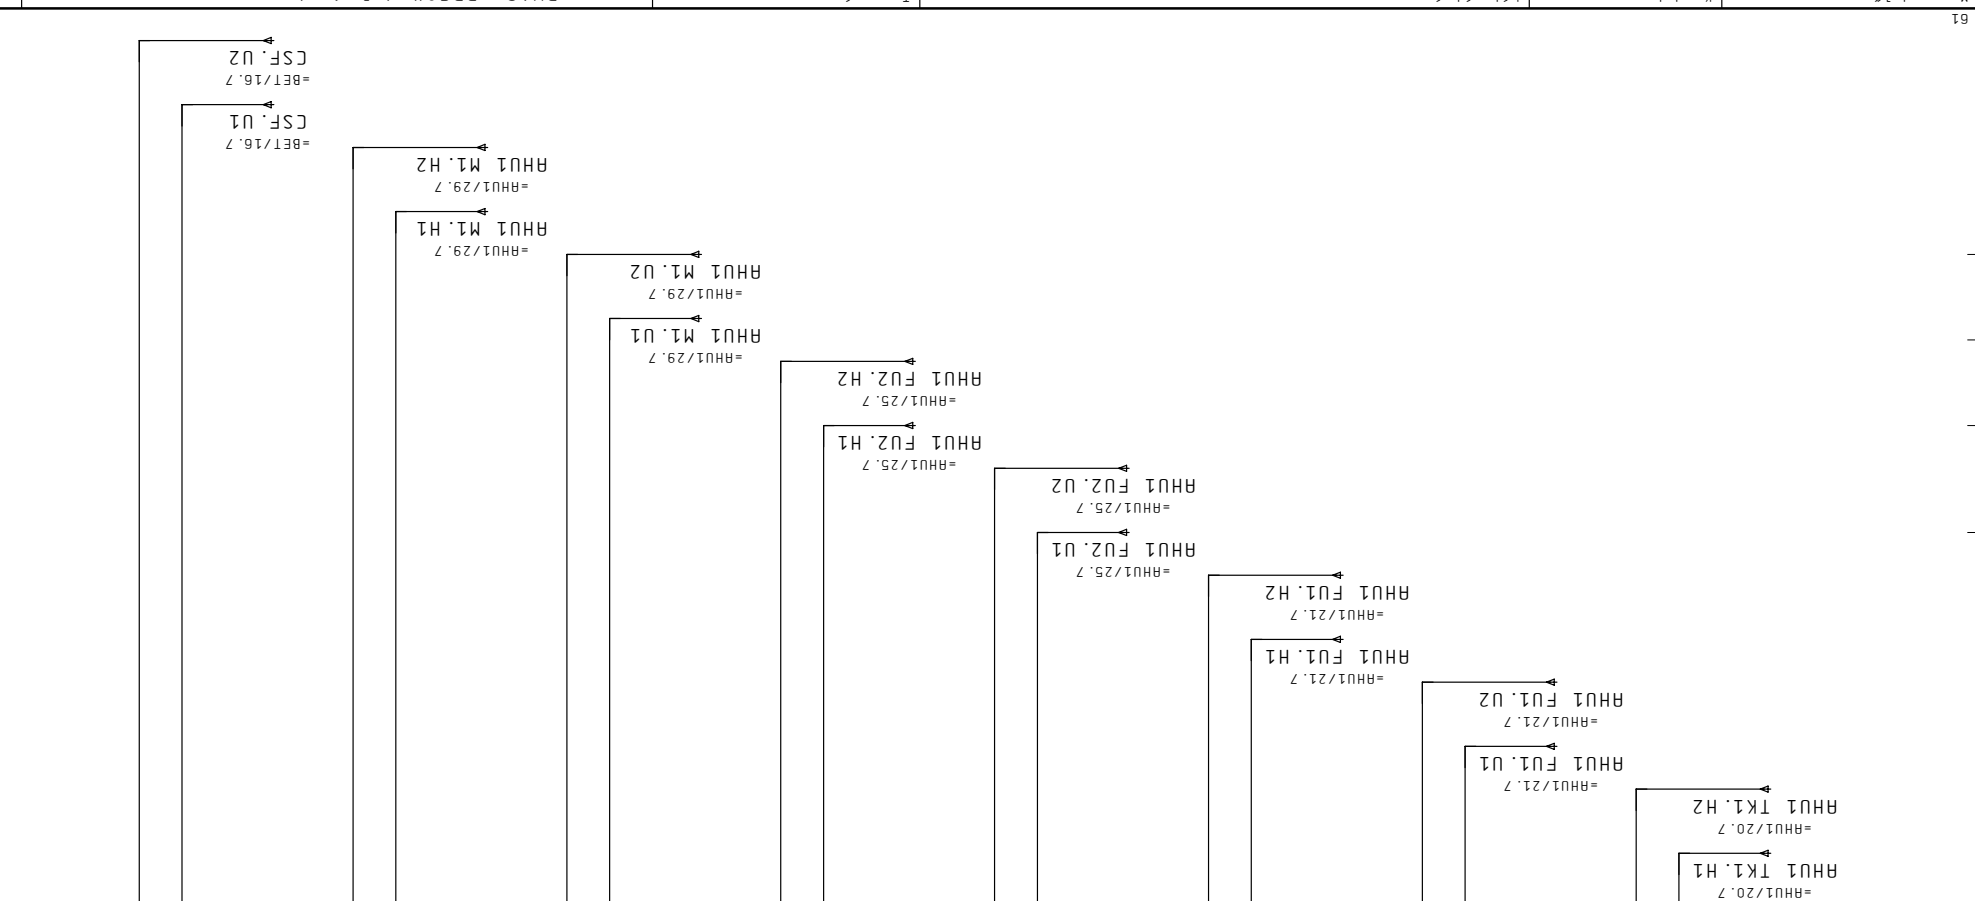 =AHU1/20.7
AHU1 TK1.H1
=AHU1/20.7
AHU1 TK1.H2
=AHU1/21.7
AHU1 FU1.U1
=AHU1/21.7
AHU1 FU1.U2
=AHU1/21.7
AHU1 FU1.H1
=AHU1/21.7
AHU1 FU1.H2
=AHU1/25.7
AHU1 FU2.U1
=AHU1/25.7
AHU1 FU2.U2
=AHU1/25.7
AHU1 FU2.H1
=AHU1/25.7
AHU1 FU2.H2
=AHU1/29.7
AHU1 M1.U1
=AHU1/29.7
AHU1 M1.U2
=AHU1/29.7
AHU1 M1.H1
=AHU1/29.7
AHU1 M1.H2
=BET/16.7
CSF.U1
=BET/16.7
CSF.U2
61